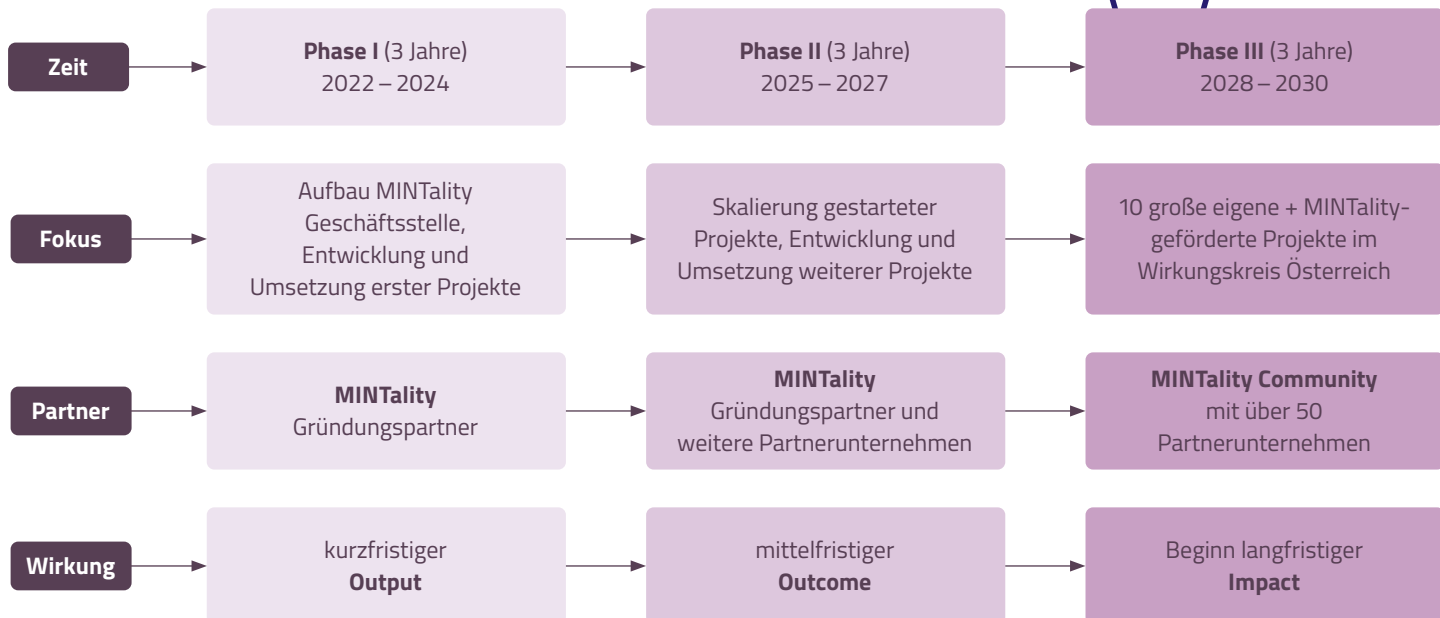 Zeit
Phase I (3 Jahre)
2022 – 2024
Phase II (3 Jahre)
2025 – 2027
Phase III (3 Jahre)
2028 – 2030
Fokus
Aufbau MINTality
Geschäftsstelle,
Entwicklung und
Umsetzung erster Projekte
Skalierung gestarteter
Projekte, Entwicklung und
Umsetzung weiterer Projekte
10 große eigene + MINTality-
geförderte Projekte im
Wirkungskreis Österreich
Partner
MINTality
Gründungspartner
MINTality
Gründungspartner und
weitere Partnerunternehmen
MINTality Community
mit über 50
Partnerunternehmen
Wirkung
kurzfristiger
Output
mittelfristiger
Outcome
Beginn langfristiger
Impact